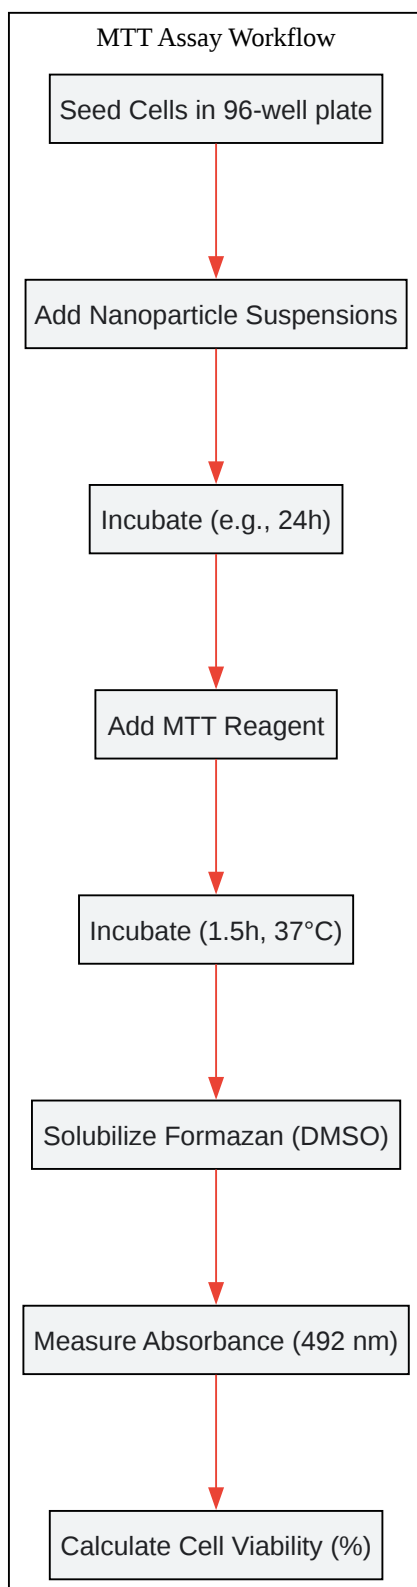 MTT Assay Workflow
Seed Cells in 96-well plate
Add Nanoparticle Suspensions
Incubate (e.g., 24h)
Add MTT Reagent
Incubate (1.5h, 37°C)
Solubilize Formazan (DMSO)
Measure Absorbance (492 nm)
Calculate Cell Viability (%)